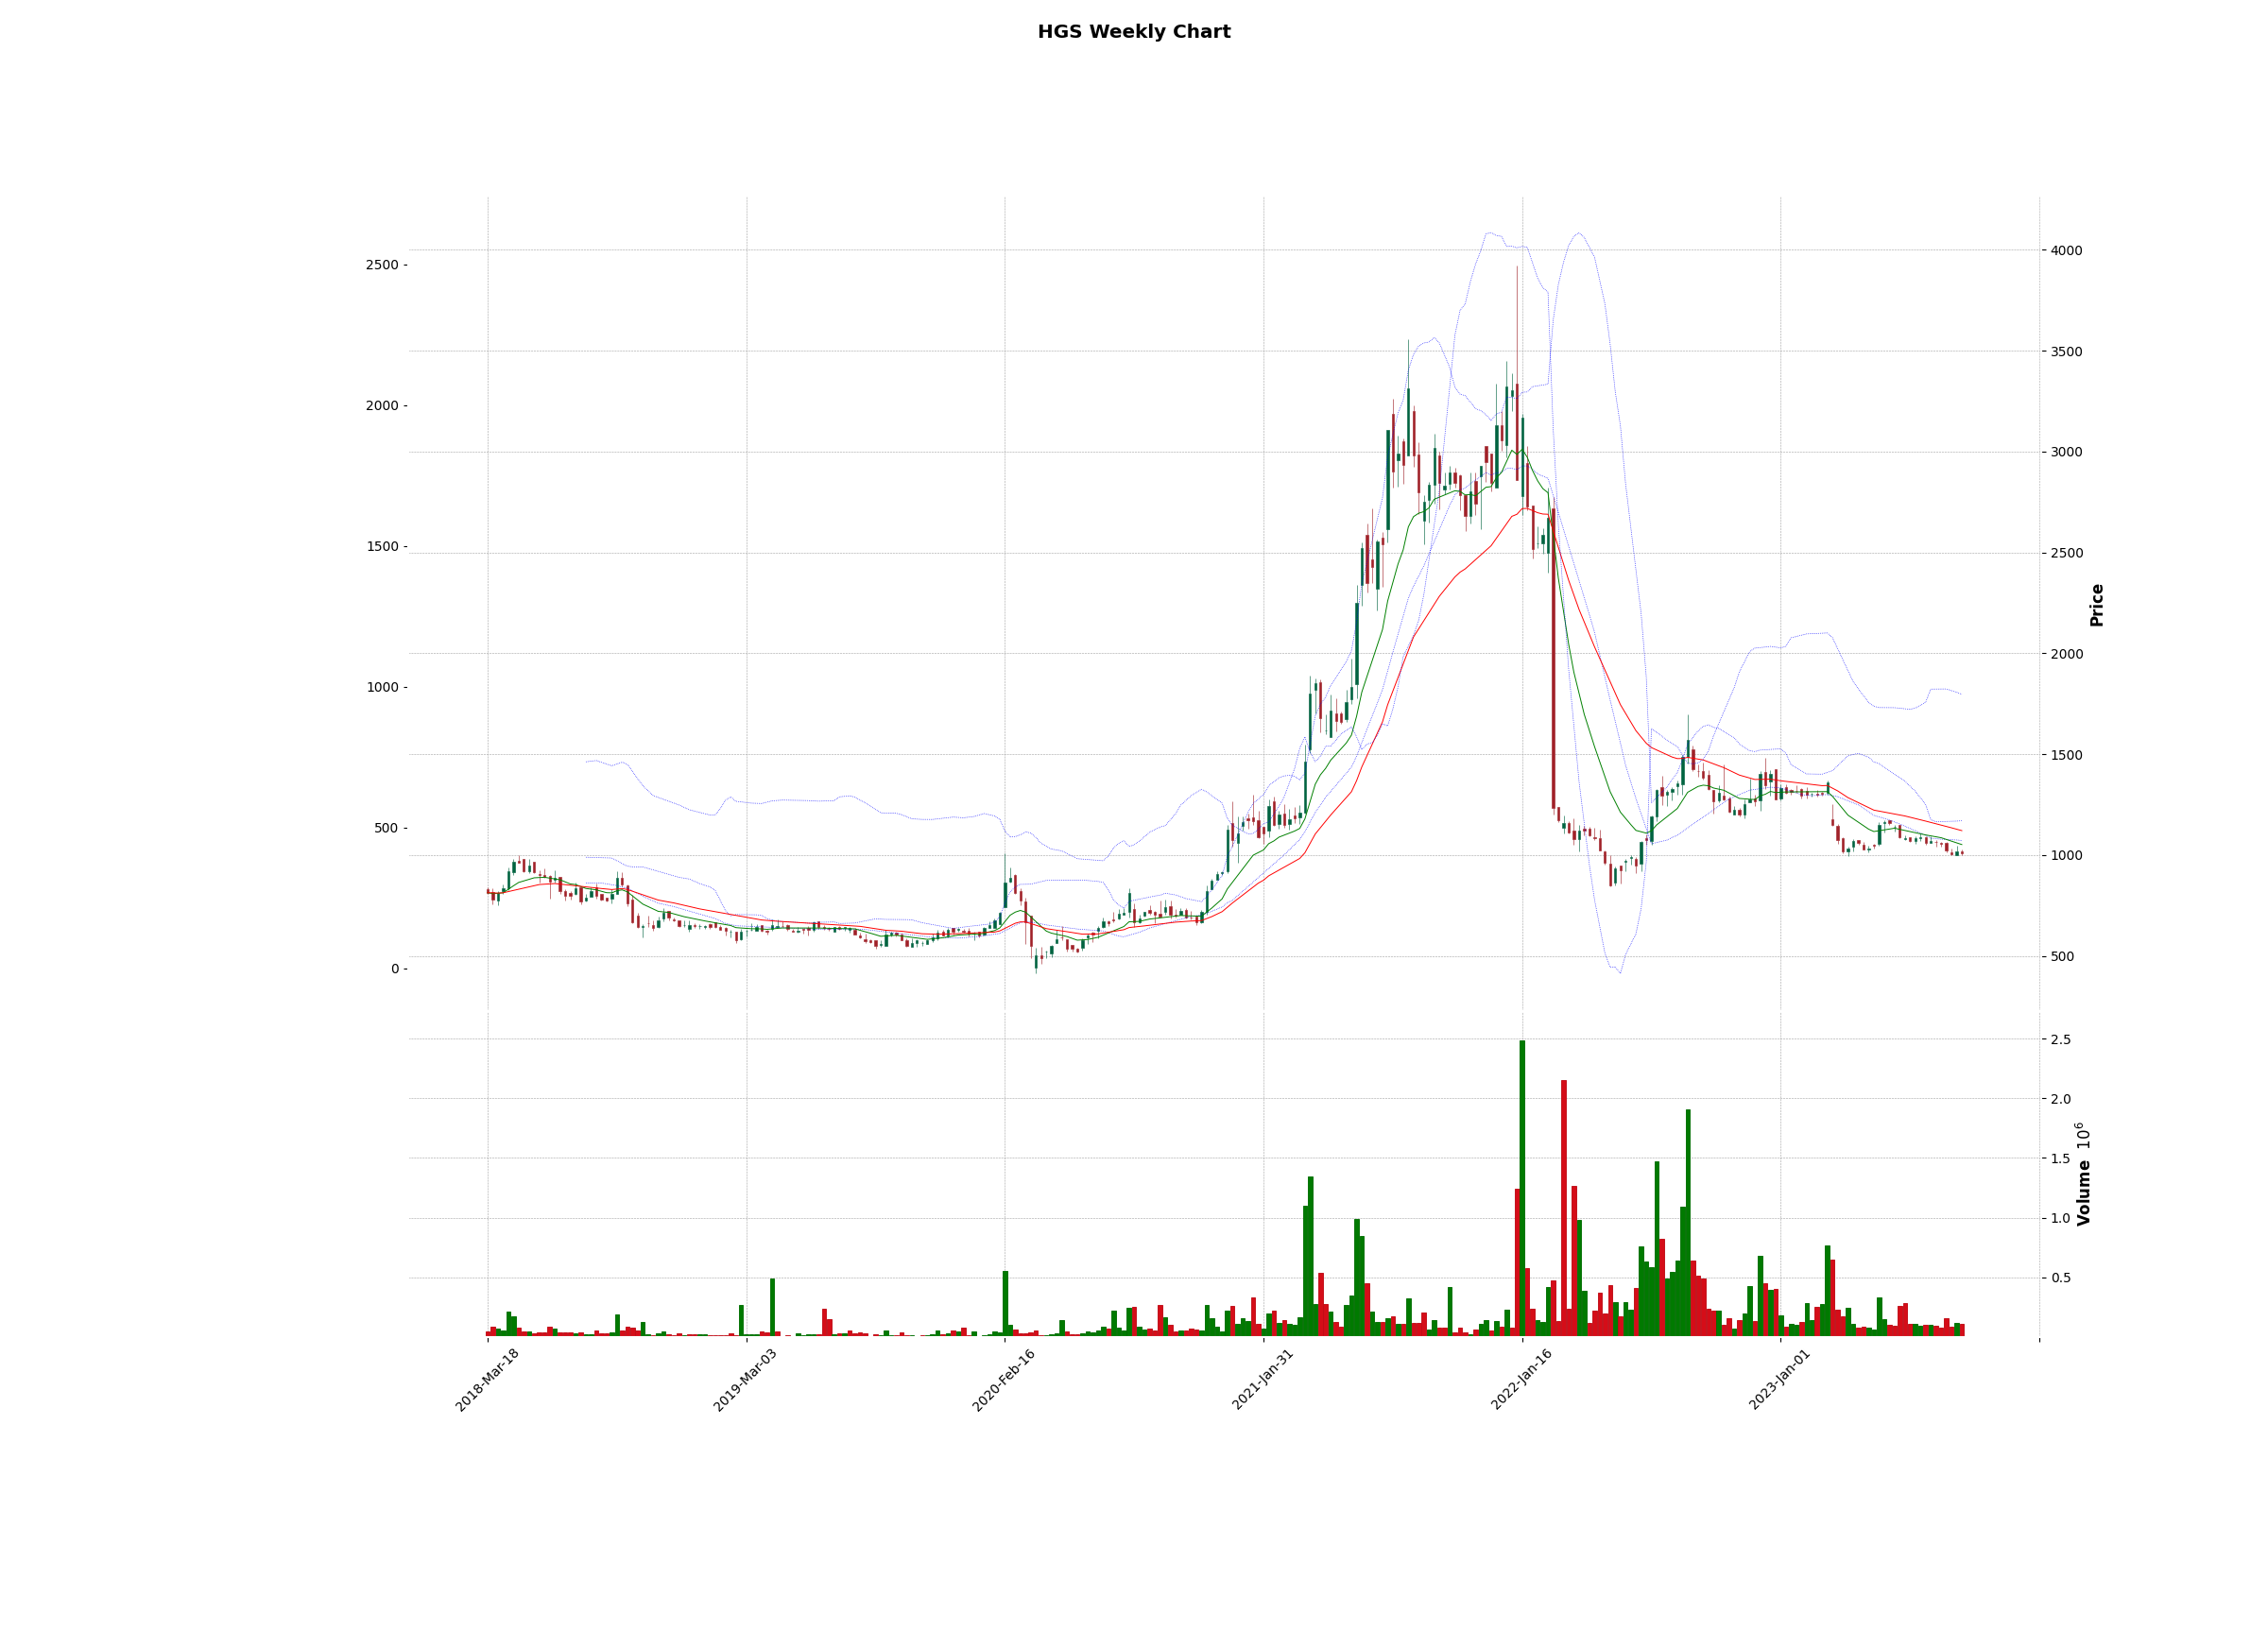 HGS Weekly Chart
2500
2000
1500
1000
500
0
4000
3500
3000
2500
2000
1500
1000
500
Price
2.5
2.0
1.5
1.0
0.5
Volume 10⁶
2018-Mar-18
2019-Mar-03
2020-Feb-16
2021-Jan-31
2022-Jan-16
2023-Jan-01